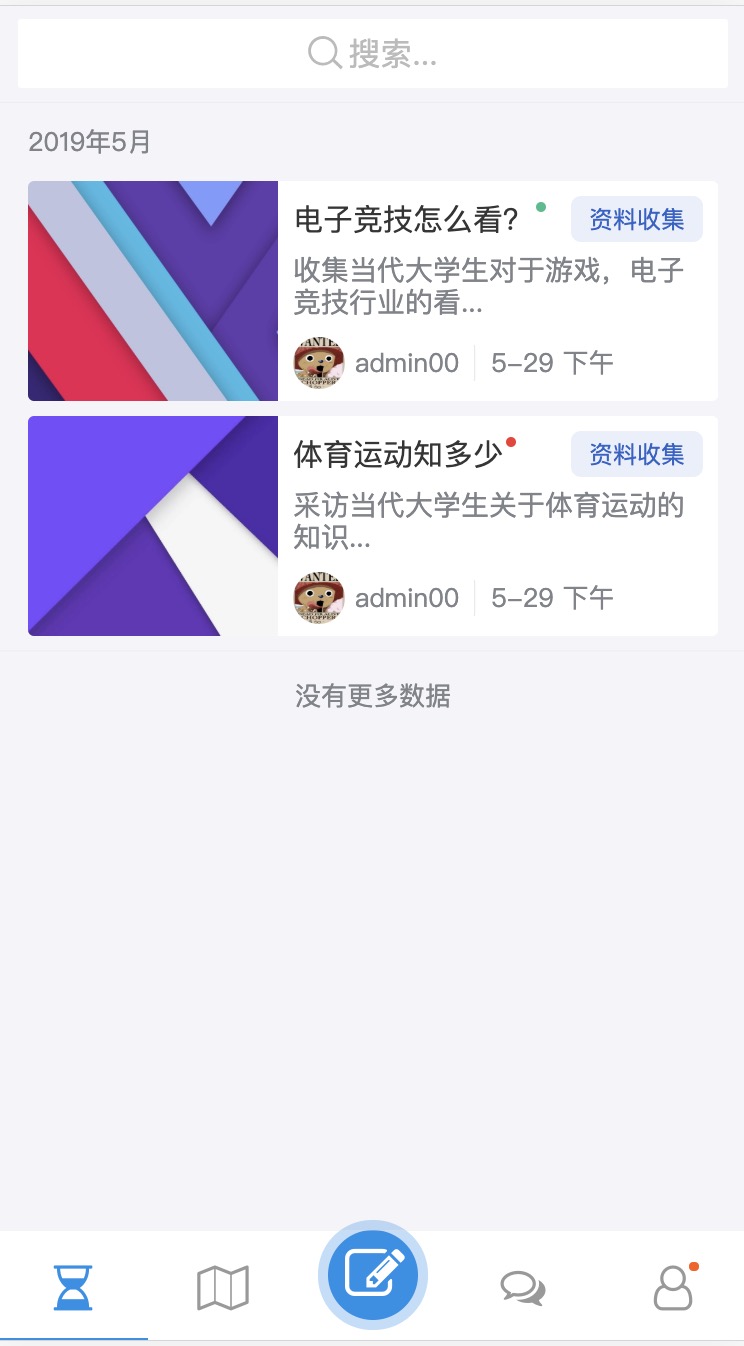 搜索...
2019年5月
电子竞技怎么看?
资料收集
收集当代大学生对于游戏，电子
竞技行业的看...
admin00
5-29 下午
体育运动知多少
资料收集
采访当代大学生关于体育运动的
知识...
admin00
5-29 下午
没有更多数据